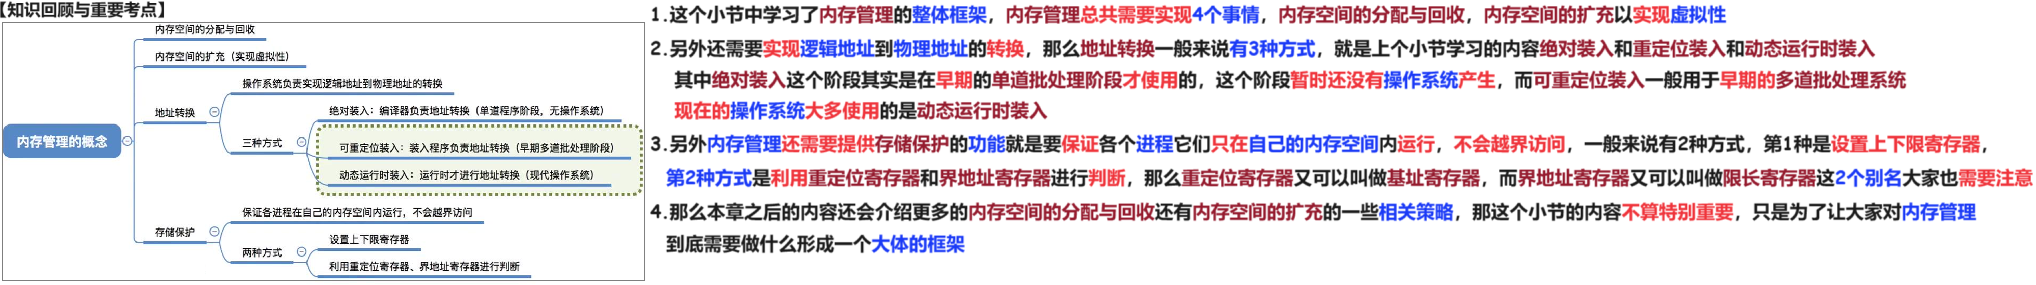 【知识回顾与重要考点】
内存空间的分配与回收
内存空间的扩充（实现虚拟性）
操作系统负责实现逻辑地址到物理地址的转换
地址转换
绝对装入：编译器负责地址转换（单道程序阶段，无操作系统）
三种方式
内存管理的概念
可重定位装入：装入程序负责地址转换（早期多道批处理阶段）
动态运行时装入：运行时才进行地址转换（现代操作系统）
保证各进程在自己的内存空间内运行，不会越界访问
存储保护
设置上下限寄存器
两种方式
利用重定位寄存器、界地址寄存器进行判断
1.这个小节中学习了内存管理的整体框架，内存管理总共需要实现4个事情，内存空间的分配与回收，内存空间的扩充以实现虚拟性
2.另外还需要实现逻辑地址到物理地址的转换，那么地址转换一般来说有3种方式，就是上个小节学习的内容绝对装入和重定位装入和动态运行时装入
其中绝对装入这个阶段其实是在早期的单道批处理阶段才使用的，这个阶段暂时还没有操作系统产生，而可重定位装入一般用于早期的多道批处理系统
现在的操作系统大多使用的是动态运行时装入
3.另外内存管理还需要提供存储保护的功能就是要保证各个进程它们只在自己的内存空间内运行，不会越界访问，一般来说有2种方式，第1种是设置上下限寄存器，
第2种方式是利用重定位寄存器和界地址寄存器进行判断，那么重定位寄存器又可以叫做基址寄存器，而界地址寄存器又可以叫做限长寄存器这2个别名大家也需要注意
4.那么本章之后的内容还会介绍更多的内存空间的分配与回收还有内存空间的扩充的一些相关策略，那这个小节的内容不算特别重要，只是为了让大家对内存管理
到底需要做什么形成一个大体的框架